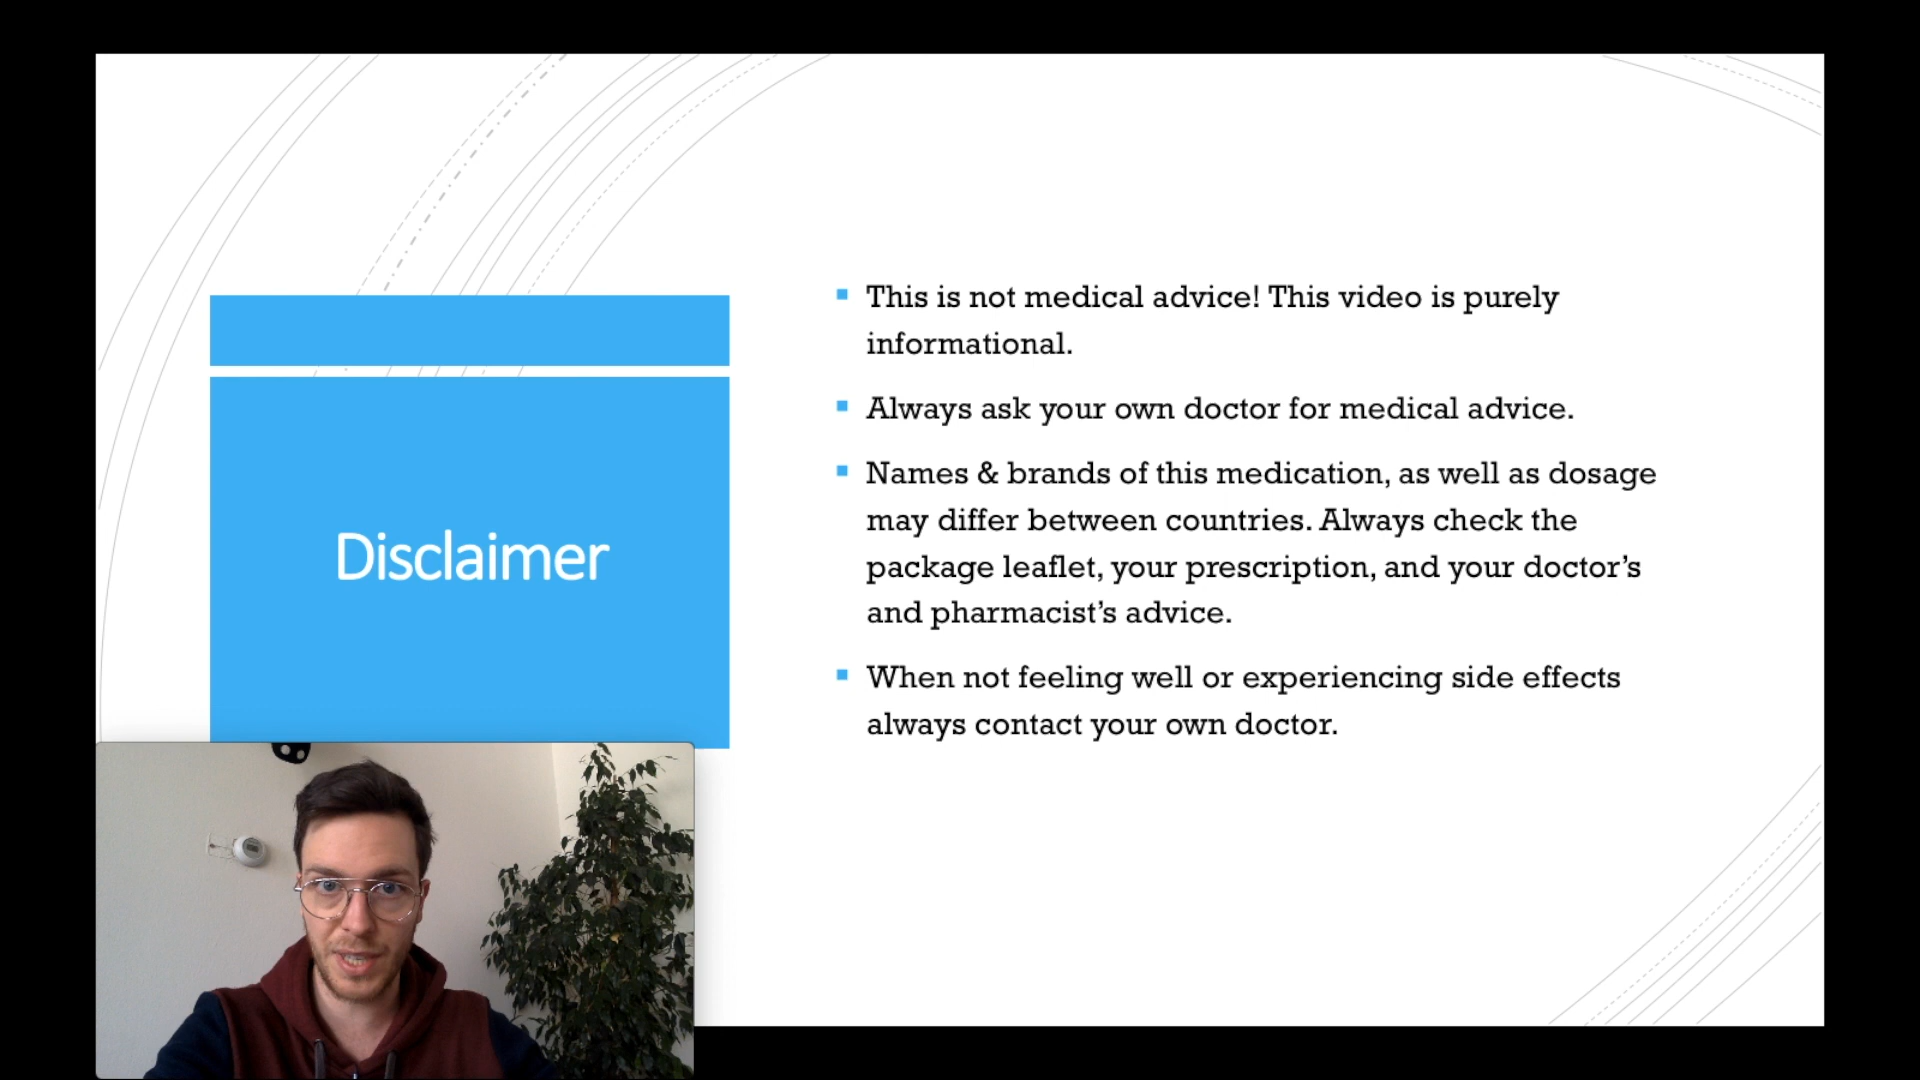 Disclaimer
This is not medical advice! This video is purely
informational.
Always ask your own doctor for medical advice.
Names & brands of this medication, as well as dosage
may differ between countries. Always check the
package leaflet, your prescription, and your doctor’s
and pharmacist’s advice.
When not feeling well or experiencing side effects
always contact your own doctor.